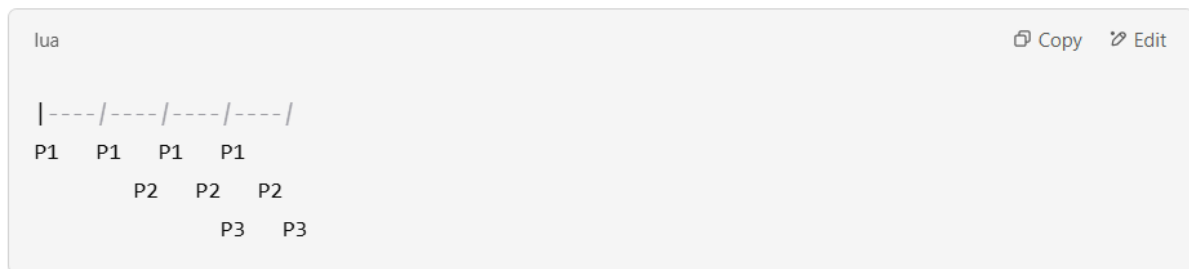 lua Copy Edit
|----/----/----/----/
P1   P1   P1   P1
        P2   P2   P2
               P3   P3